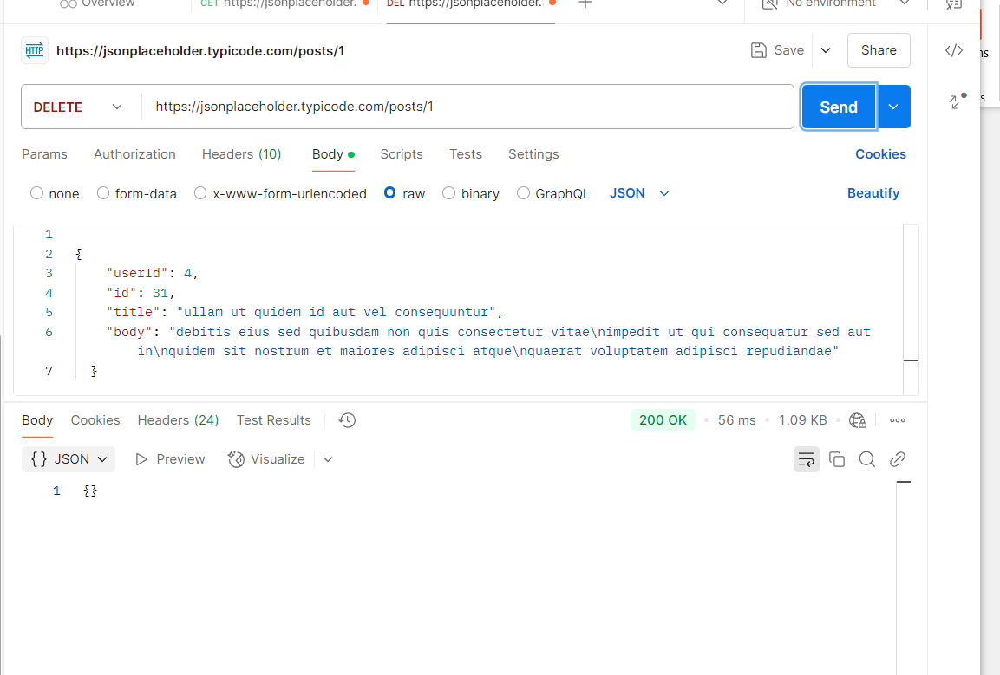 Overview GET https://jsonplaceholder. DEL https://jsonplaceholder. No environment
HTTP https://jsonplaceholder.typicode.com/posts/1 Save Share
DELETE https://jsonplaceholder.typicode.com/posts/1 Send
Params Authorization Headers (10) Body Scripts Tests Settings Cookies
none form-data x-www-form-urlencoded raw binary GraphQL JSON Beautify
1
2 {
3 "userId": 4,
4 "id": 31,
5 "title": "ullam ut quidem id aut vel consequuntur",
6 "body": "debitis eius sed quibusdam non quis consectetur vitae\nimpedit ut qui consequatur sed aut
in\nquidem sit nostrum et maiores adipisci atque\nquaerat voluptatem adipisci repudiandae"
7 }
Body Cookies Headers (24) Test Results 200 OK 56 ms 1.09 KB
{} JSON Preview Visualize
1 {}